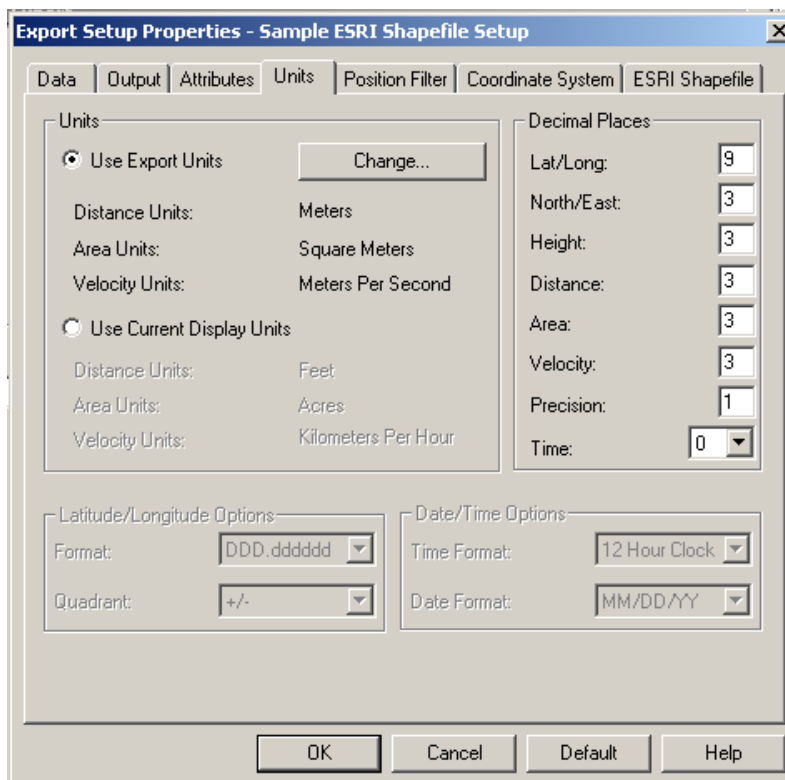 Export Setup Properties - Sample ESRI Shapefile Setup
Data Output Attributes Units Position Filter Coordinate System ESRI Shapefile
Units
Use Export Units Change...
Distance Units: Meters
Area Units: Square Meters
Velocity Units: Meters Per Second
Use Current Display Units
Distance Units: Feet
Area Units: Acres
Velocity Units: Kilometers Per Hour
Decimal Places
Lat/Long: 9
North/East: 3
Height: 3
Distance: 3
Area: 3
Velocity: 3
Precision: 1
Time: 0
Latitude/Longitude Options
Format: DDD.dddddd
Quadrant: +/-
Date/Time Options
Time Format: 12 Hour Clock
Date Format: MM/DD/YY
OK Cancel Default Help